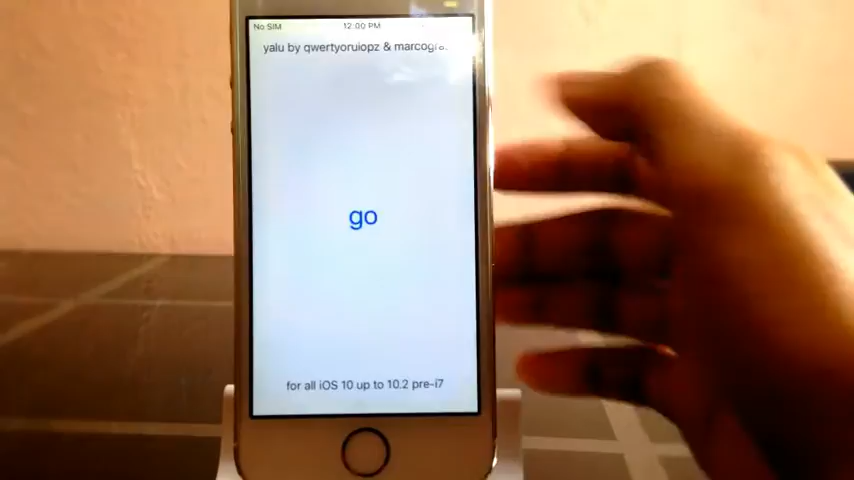 No SIM 12:00 PM
yalu by qwertyoruiopz & marcogra
go
for all iOS 10 up to 10.2 pre-i7